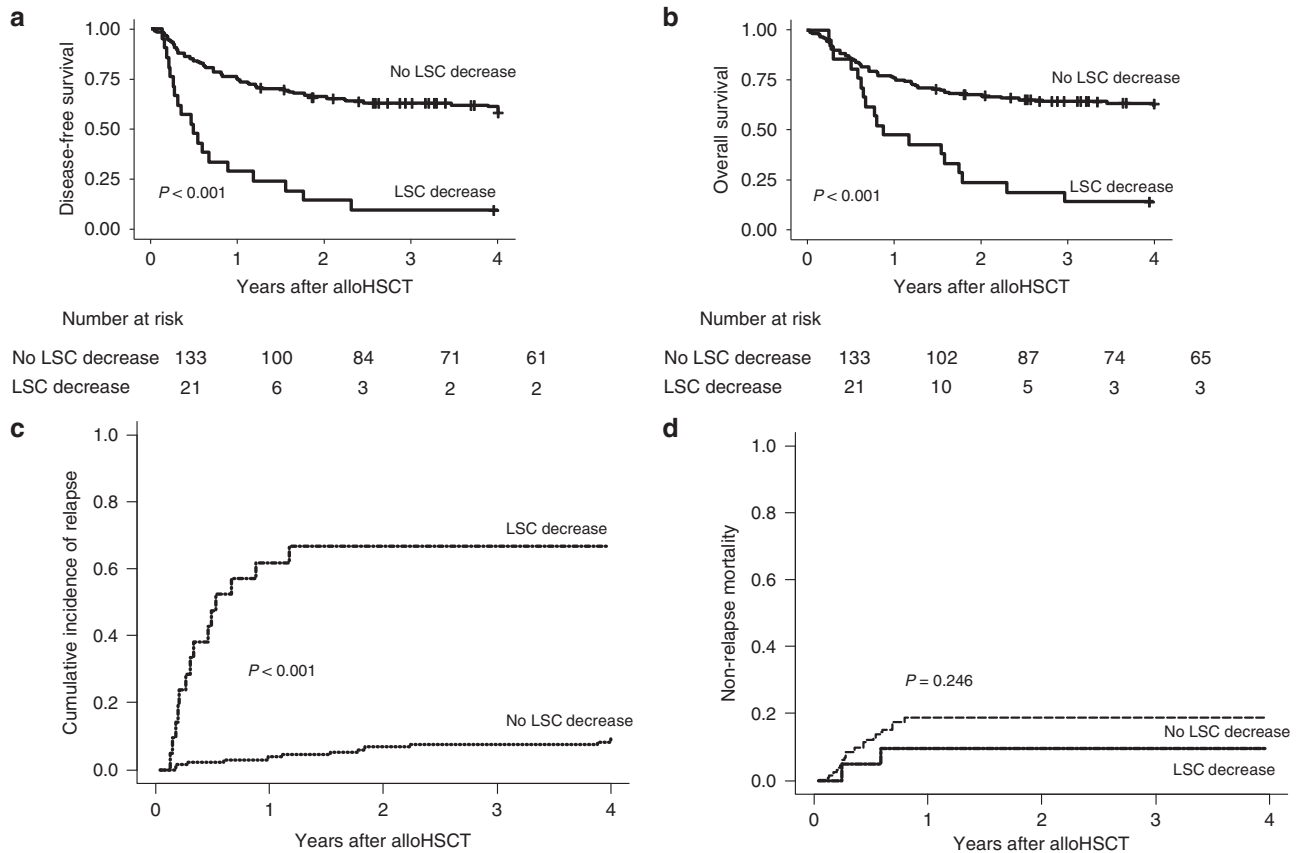 a
1.00
0.75
0.50
0.25
0.00
Disease-free survival
No LSC decrease
LSC decrease
P < 0.001
0 1 2 3 4
Years after alloHSCT
Number at risk
No LSC decrease 133 100 84 71 61
LSC decrease 21 6 3 2 2
b
1.00
0.75
0.50
0.25
0.00
Overall survival
No LSC decrease
LSC decrease
P < 0.001
0 1 2 3 4
Years after alloHSCT
Number at risk
No LSC decrease 133 102 87 74 65
LSC decrease 21 10 5 3 3
c
1.0
0.8
0.6
0.4
0.2
0.0
Cumulative incidence of relapse
LSC decrease
P < 0.001
No LSC decrease
0 1 2 3 4
Years after alloHSCT
d
1.0
0.8
0.6
0.4
0.2
0.0
Non-relapse mortality
P = 0.246
No LSC decrease
LSC decrease
0 1 2 3 4
Years after alloHSCT